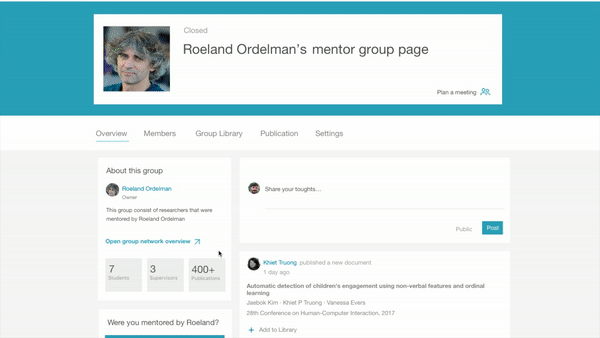 Closed
Roeland Ordelman's mentor group page
Plan a meeting
Overview
Members
Group Library
Publication
Settings
About this group
Roeland Ordelman
Owner
This group consist of researchers that were
mentored by Roeland Ordelman
Open group network overview
7
Students
3
Supervisors
400+
Publications
Were you mentored by Roeland?
Share your toughts...
Public
Post
Khiet Truong published a new document
1 day ago
Automatic detection of children's engagement using non-verbal features and ordinal
learning
Jaebok Kim · Khiet P Truong · Vanessa Evers
28th Conference on Human-Computer Interaction, 2017
+ Add to Library